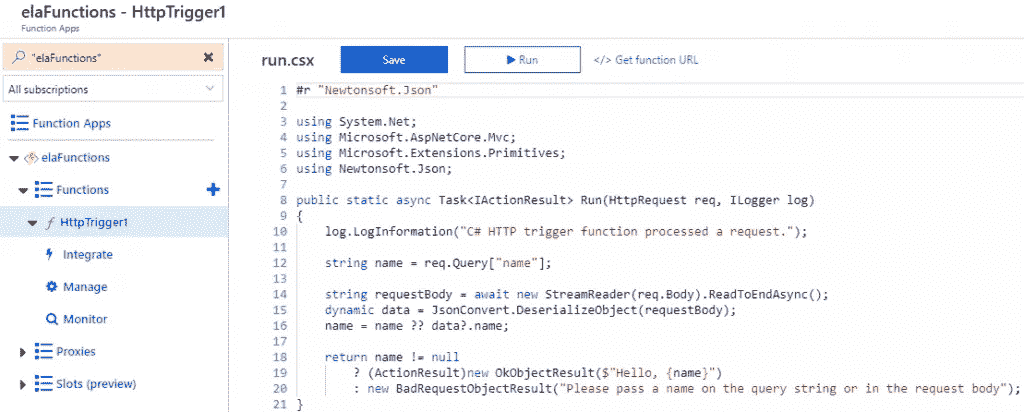 elaFunctions - HttpTrigger1
Function Apps
"elaFunctions"
All subscriptions
Function Apps
elaFunctions
Functions
f HttpTrigger1
Integrate
Manage
Monitor
Proxies
Slots (preview)
run.csx
Save
Run
</> Get function URL
1 #r "Newtonsoft.Json"
2
3 using System.Net;
4 using Microsoft.AspNetCore.Mvc;
5 using Microsoft.Extensions.Primitives;
6 using Newtonsoft.Json;
7
8 public static async Task<IActionResult> Run(HttpRequest req, ILogger log)
9 {
10 log.LogInformation("C# HTTP trigger function processed a request.");
11
12 string name = req.Query["name"];
13
14 string requestBody = await new StreamReader(req.Body).ReadToEndAsync();
15 dynamic data = JsonConvert.DeserializeObject(requestBody);
16 name = name ?? data?.name;
17
18 return name != null
19 ? (ActionResult)new OkObjectResult($"Hello, {name}")
20 : new BadRequestObjectResult("Please pass a name on the query string or in the request body");
21 }